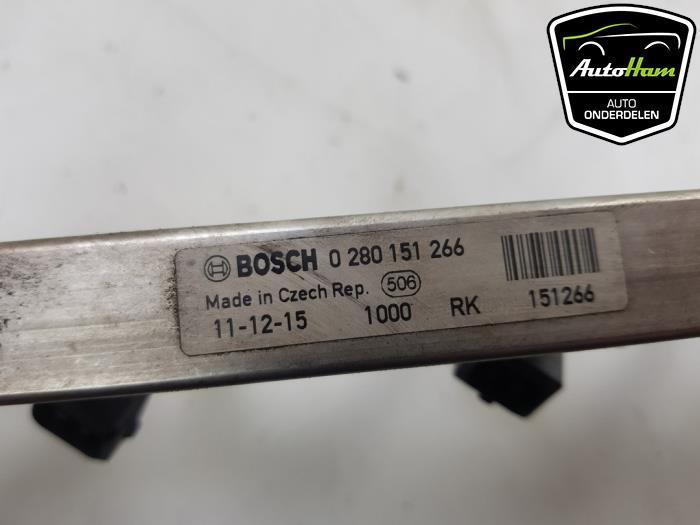 AutoHam
AUTO
ONDERDELEN
BOSCH 0 280 151 266
Made in Czech Rep. 506
11-12-15 1000 RK 151266